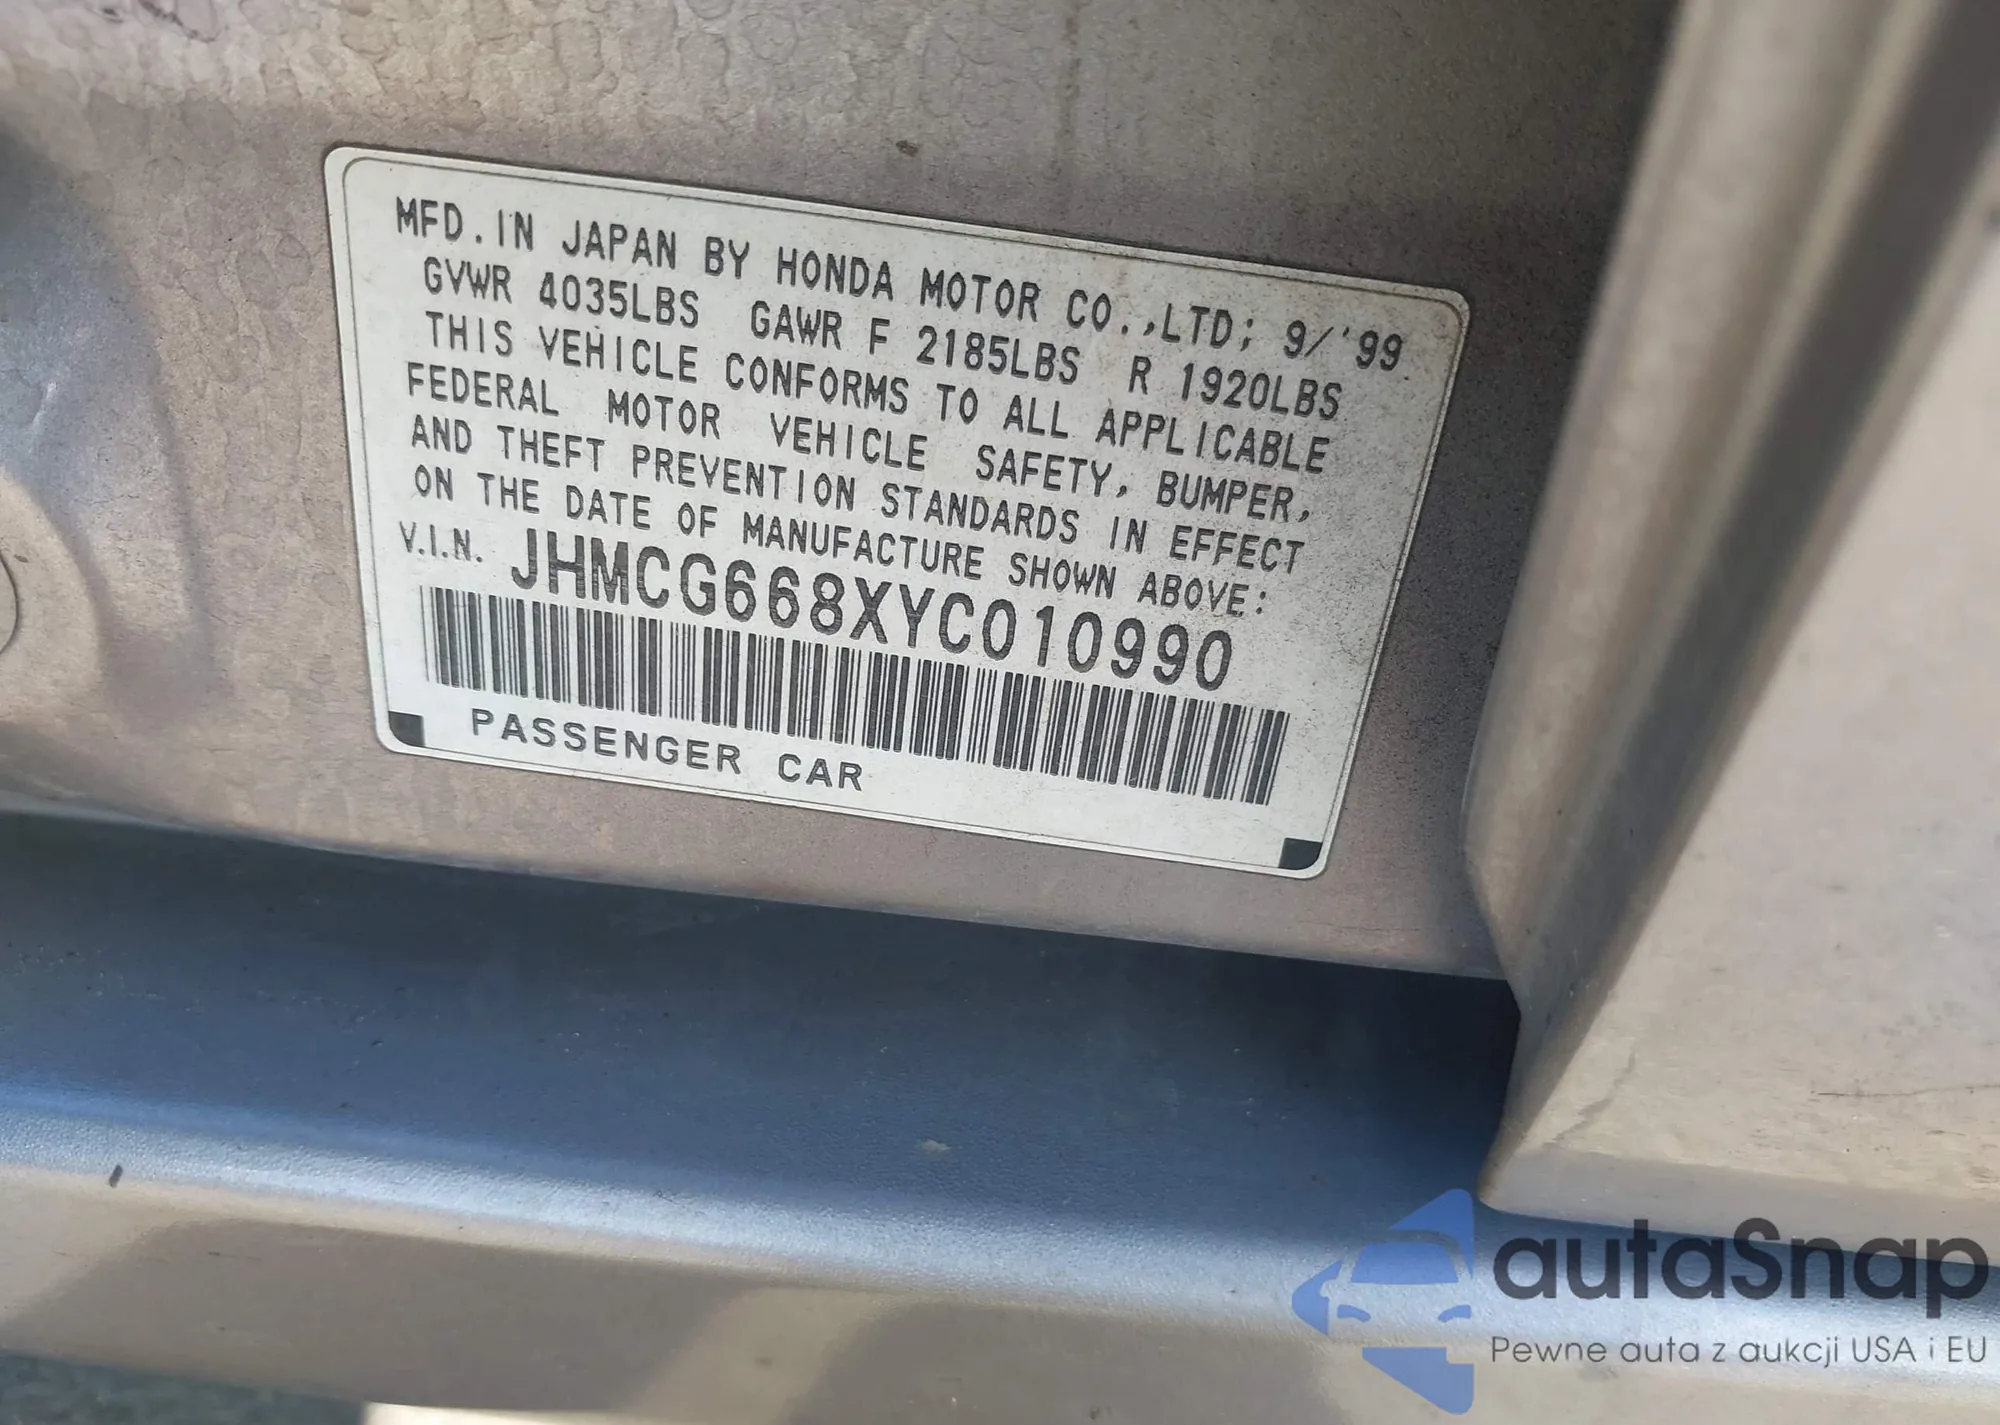 MFD. IN JAPAN BY HONDA MOTOR CO.,LTD; 9/'99
GVWR 4035LBS GAWR F 2185LBS R 1920LBS
THIS VEHICLE CONFORMS TO ALL APPLICABLE
FEDERAL MOTOR VEHICLE SAFETY, BUMPER,
AND THEFT PREVENTION STANDARDS IN EFFECT
ON THE DATE OF MANUFACTURE SHOWN ABOVE:
V.I.N. JHMCG668XYC010990
PASSENGER CAR
autaSnap
Pewne auta z aukcji USA i EU